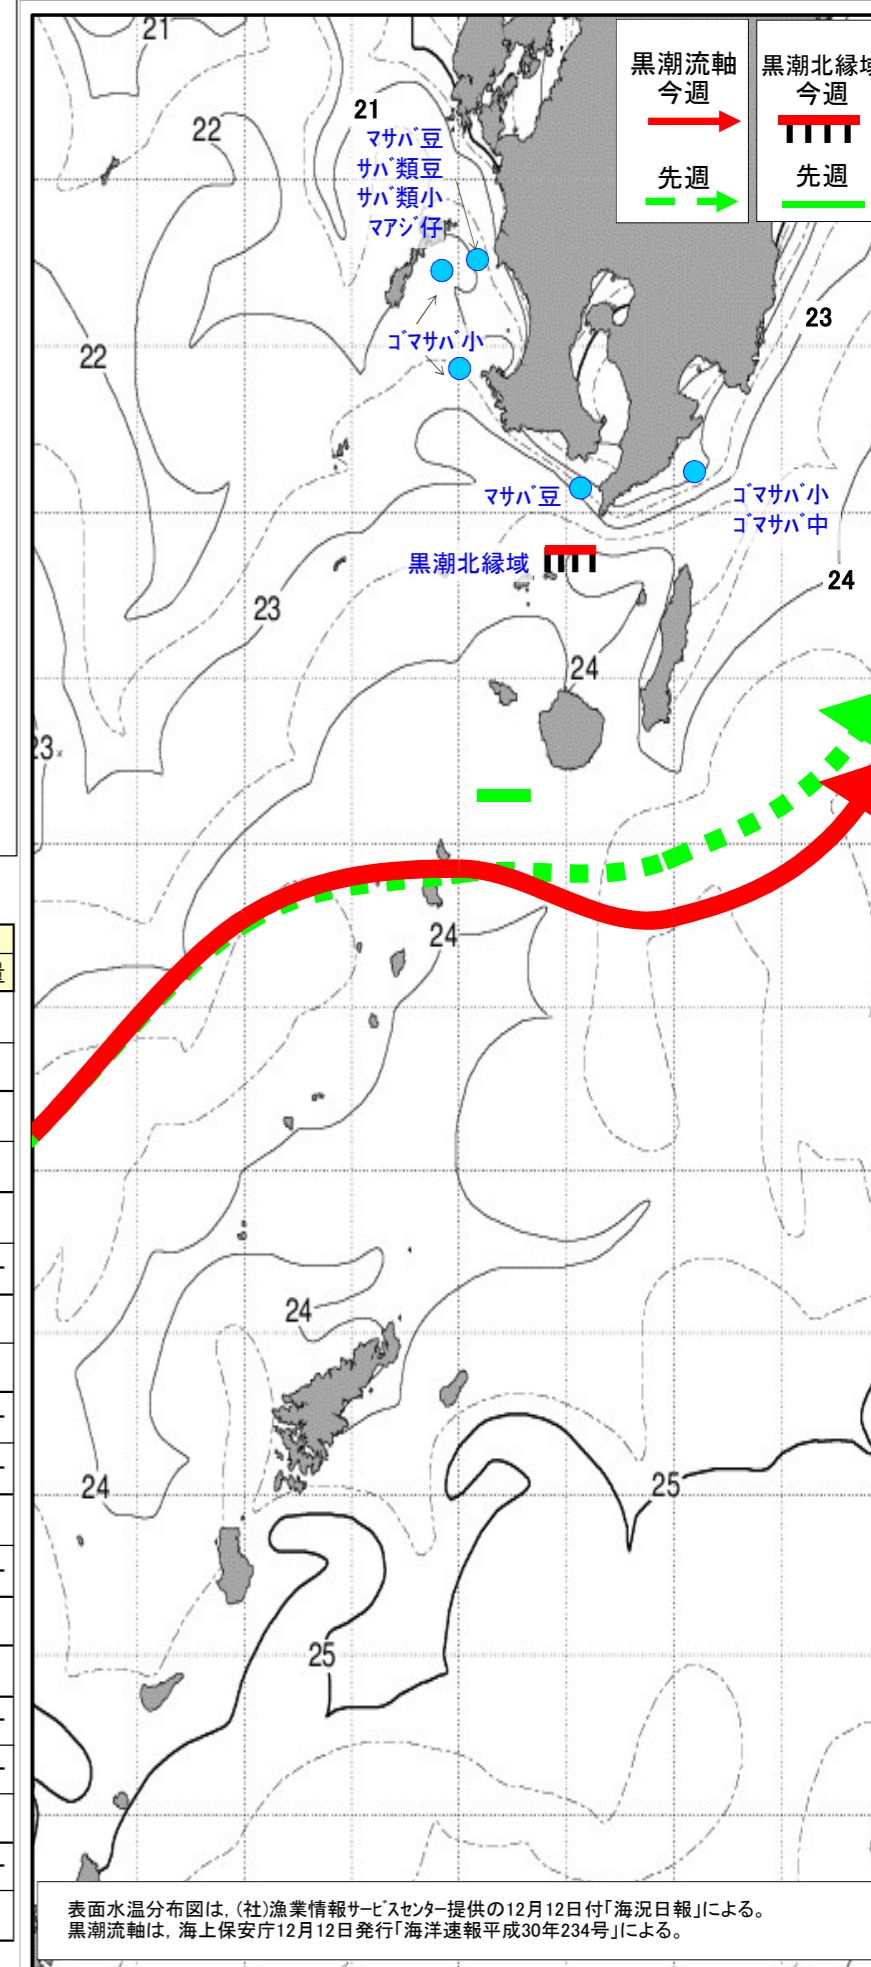 黒潮流軸
今週
先週
黒潮北縁域
今週
先週
21
22
21
マサバ豆
サバ類豆
サバ類小
マアジ仔
ゴマサバ小
22
23
マサバ豆
ゴマサバ小
ゴマサバ中
黒潮北縁域
24
23
24
23
24
24
24
25
25
量
表面水温分布図は, (社)漁業情報サービスセンター提供の12月12日付「海況日報」による。
黒潮流軸は, 海上保安庁12月12日発行「海洋速報平成30年234号」による。